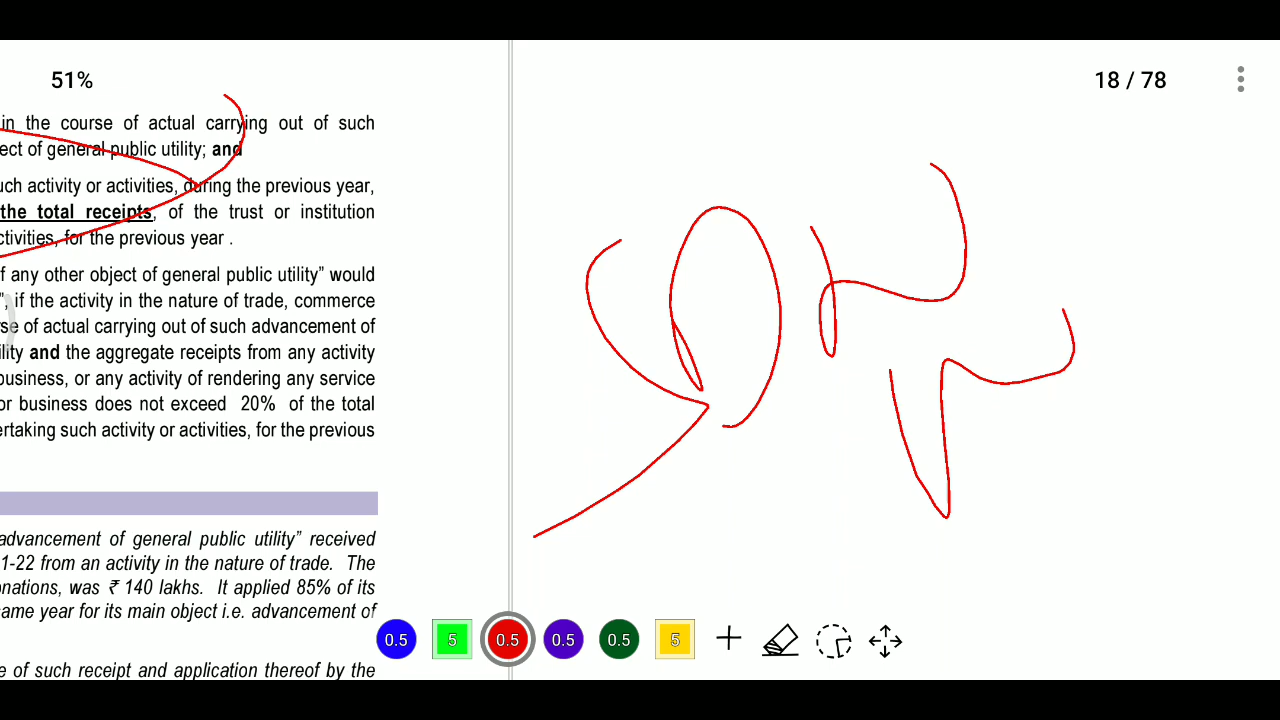 51%
18 / 78
in the course of actual carrying out of such
ect of general public utility; and
uch activity or activities, during the previous year,
the total receipts, of the trust or institution
ctivities, for the previous year .
f any other object of general public utility” would
”, if the activity in the nature of trade, commerce
rse of actual carrying out of such advancement of
ility and the aggregate receipts from any activity
business, or any activity of rendering any service
or business does not exceed 20% of the total
ertaking such activity or activities, for the previous
advancement of general public utility” received
1-22 from an activity in the nature of trade. The
onations, was ₹ 140 lakhs. It applied 85% of its
same year for its main object i.e. advancement of
e of such receipt and application thereof by the
0.5 5 0.5 0.5 0.5 5